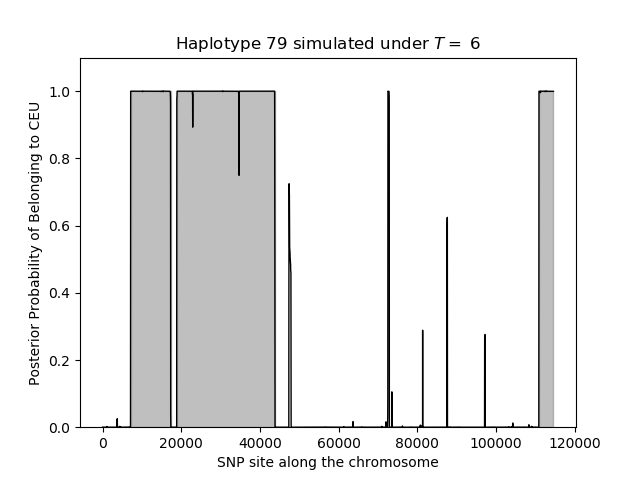 Haplotype 79 simulated under T = 6
Posterior Probability of Belonging to CEU
1.0
0.8
0.6
0.4
0.2
0.0
0 20000 40000 60000 80000 100000 120000
SNP site along the chromosome